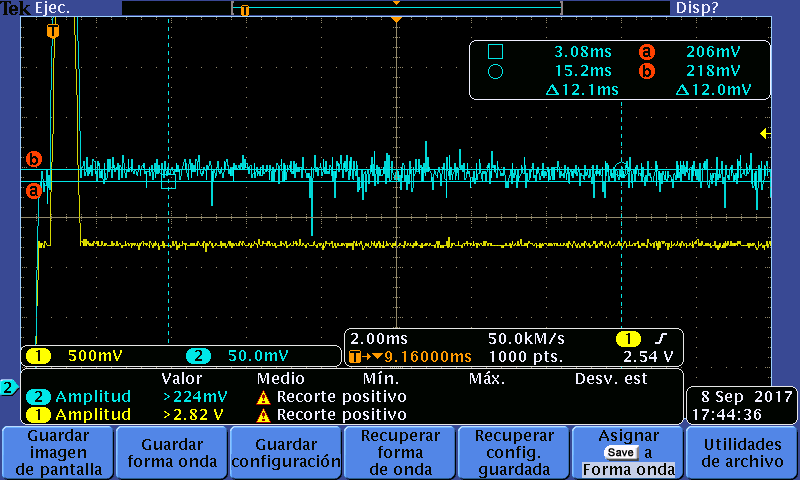 Tek Ejec. Disp?
T
T
3.08ms a 206mV
15.2ms b 218mV
Δ12.1ms Δ12.0mV
b
a
1 500mV 2 50.0mV
2.00ms 50.0kM/s 1
T→▼9.16000ms 1000 pts. 2.54 V
2
Valor Medio Mín. Máx. Desv. est
2 Amplitud >224mV Recorte positivo
1 Amplitud >2.82 V Recorte positivo
8 Sep 2017
17:44:36
Guardar
imagen
de pantalla
Guardar
forma onda
Guardar
configuración
Recuperar
forma
de onda
Recuperar
config.
guardada
Asignar
Save a
Forma onda
Utilidades
de archivo